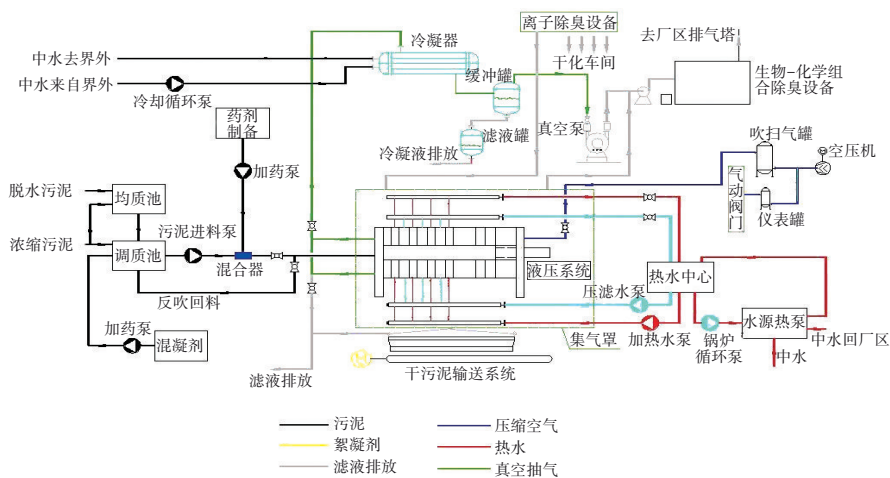 离子除臭设备
去厂区排气塔
中水去界外
冷凝器
干化车间
缓冲罐
中水来自界外
生物-化学组
合除臭设备
冷却循环泵
药剂
制备
滤液罐
真空泵
吹扫气罐
空压机
冷凝液排放
加药泵
气动阀门
脱水污泥
均质池
仪表罐
污泥进料泵
浓缩污泥
调质池
混合器
液压系统
热水中心
反吹回料
压滤水泵
水源热泵
加药泵
混凝剂
集气罩
加热水泵
锅炉
循环泵
中水回厂区
中水
滤液排放
干污泥输送系统
污泥
压缩空气
絮凝剂
热水
滤液排放
真空抽气